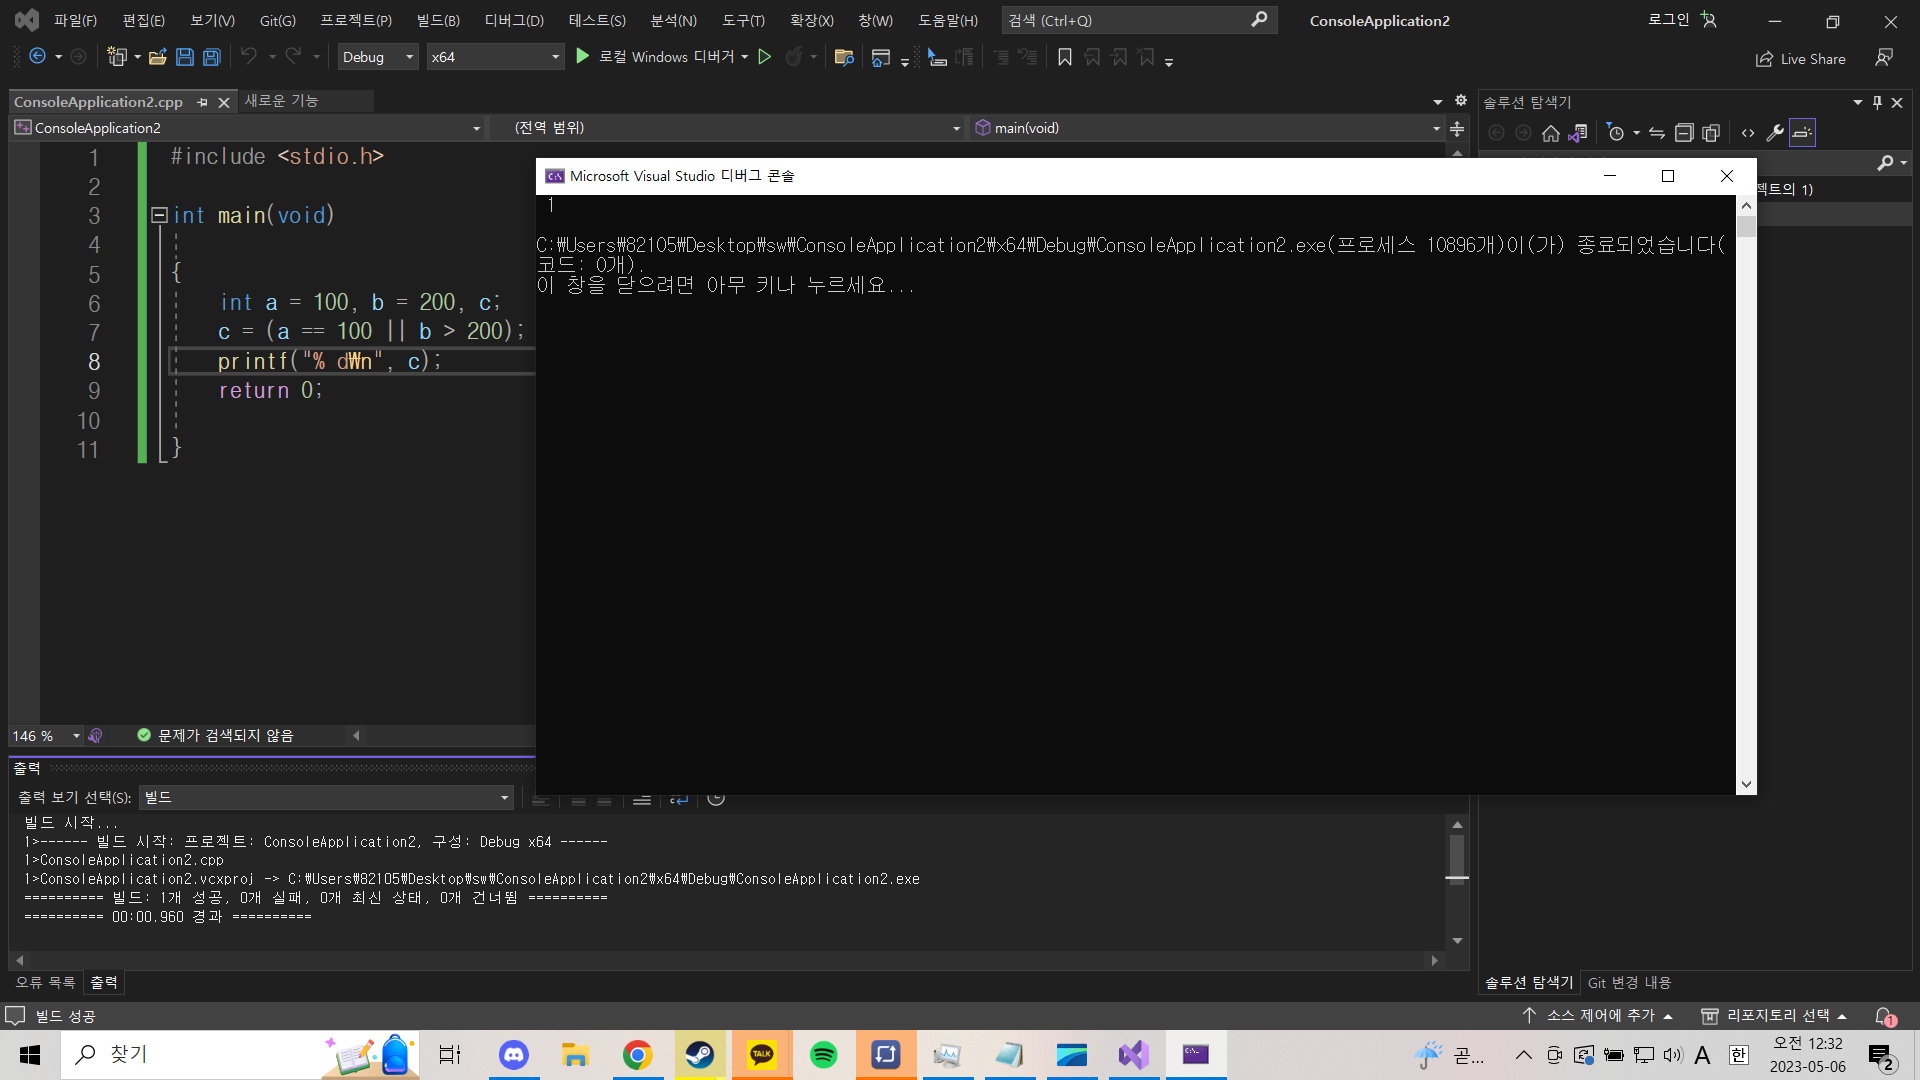 파일(F) 편집(E) 보기(V) Git(G) 프로젝트(P) 빌드(B) 디버그(D) 테스트(S) 분석(N) 도구(T) 확장(X) 창(W) 도움말(H) 검색 (Ctrl+Q) ConsoleApplication2 로그인
Debug x64 로컬 Windows 디버거 Live Share
ConsoleApplication2.cpp 새로운 기능
솔루션 탐색기
ConsoleApplication2 (전역 범위) main(void)
1 #include <stdio.h>
2
3 int main(void)
4
5 {
6 int a = 100, b = 200, c;
7 c = (a == 100 || b > 200);
8 printf("% d₩n", c);
9 return 0;
10
11 }
Microsoft Visual Studio 디버그 콘솔
1
C:₩Users₩82105₩Desktop₩sw₩ConsoleApplication2₩x64₩Debug₩ConsoleApplication2.exe(프로세스 10896개)이(가) 종료되었습니다(
코드: 0개).
이 창을 닫으려면 아무 키나 누르세요...
젝트의 1)
146 % 문제가 검색되지 않음
출력
출력 보기 선택(S): 빌드
빌드 시작...
1>------ 빌드 시작: 프로젝트: ConsoleApplication2, 구성: Debug x64 ------
1>ConsoleApplication2.cpp
1>ConsoleApplication2.vcxproj -> C:₩Users₩82105₩Desktop₩sw₩ConsoleApplication2₩x64₩Debug₩ConsoleApplication2.exe
========== 빌드: 1개 성공, 0개 실패, 0개 최신 상태, 0개 건너뜀 ==========
========== 00:00.960 경과 ==========
오류 목록 출력
솔루션 탐색기 Git 변경 내용
빌드 성공
소스 제어에 추가 리포지토리 선택 1
찾기
TALK
곧...
A 한
오전 12:32
2023-05-06
2